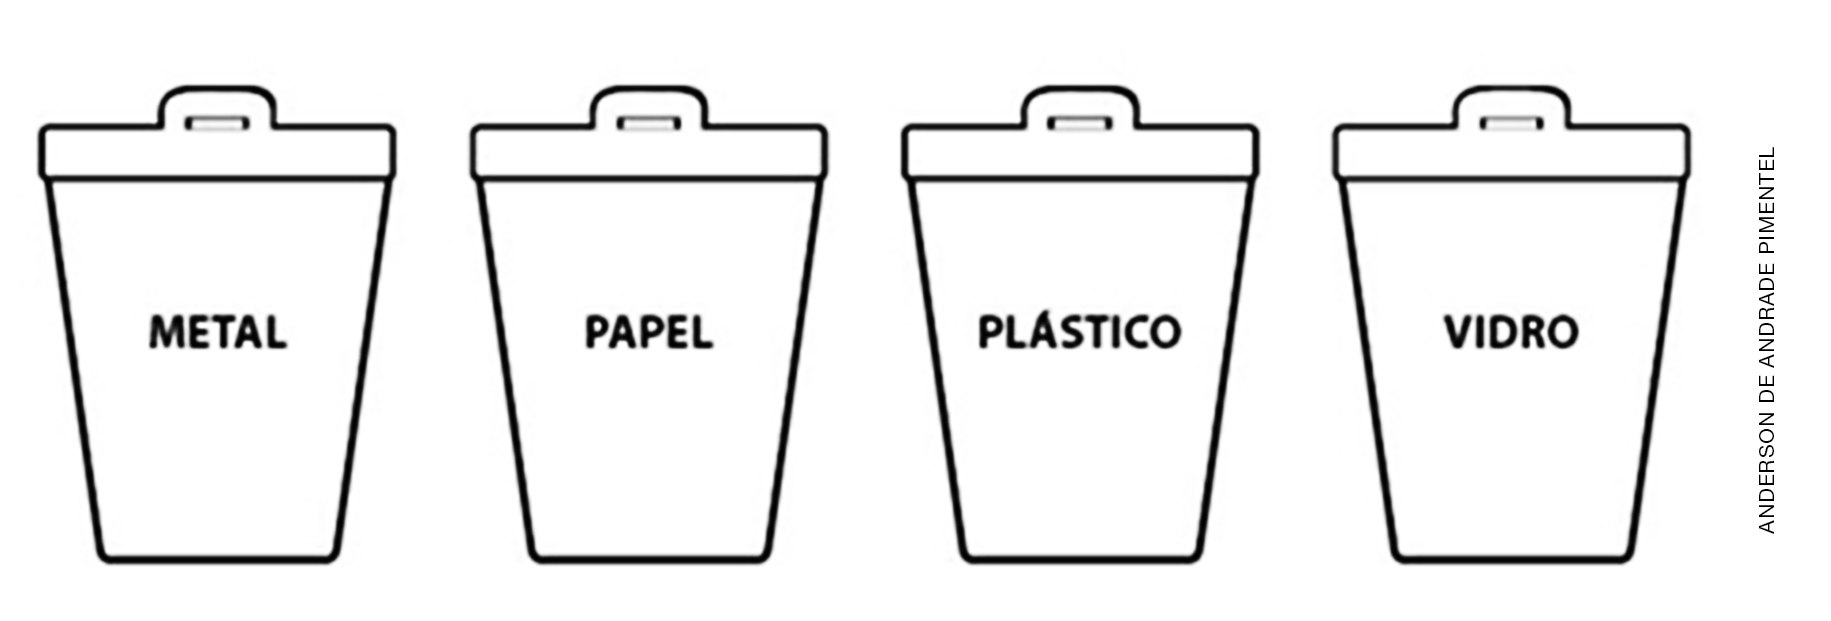 METAL
PAPEL
PLÁSTICO
VIDRO
ANDERSON DE ANDRADE PIMENTEL